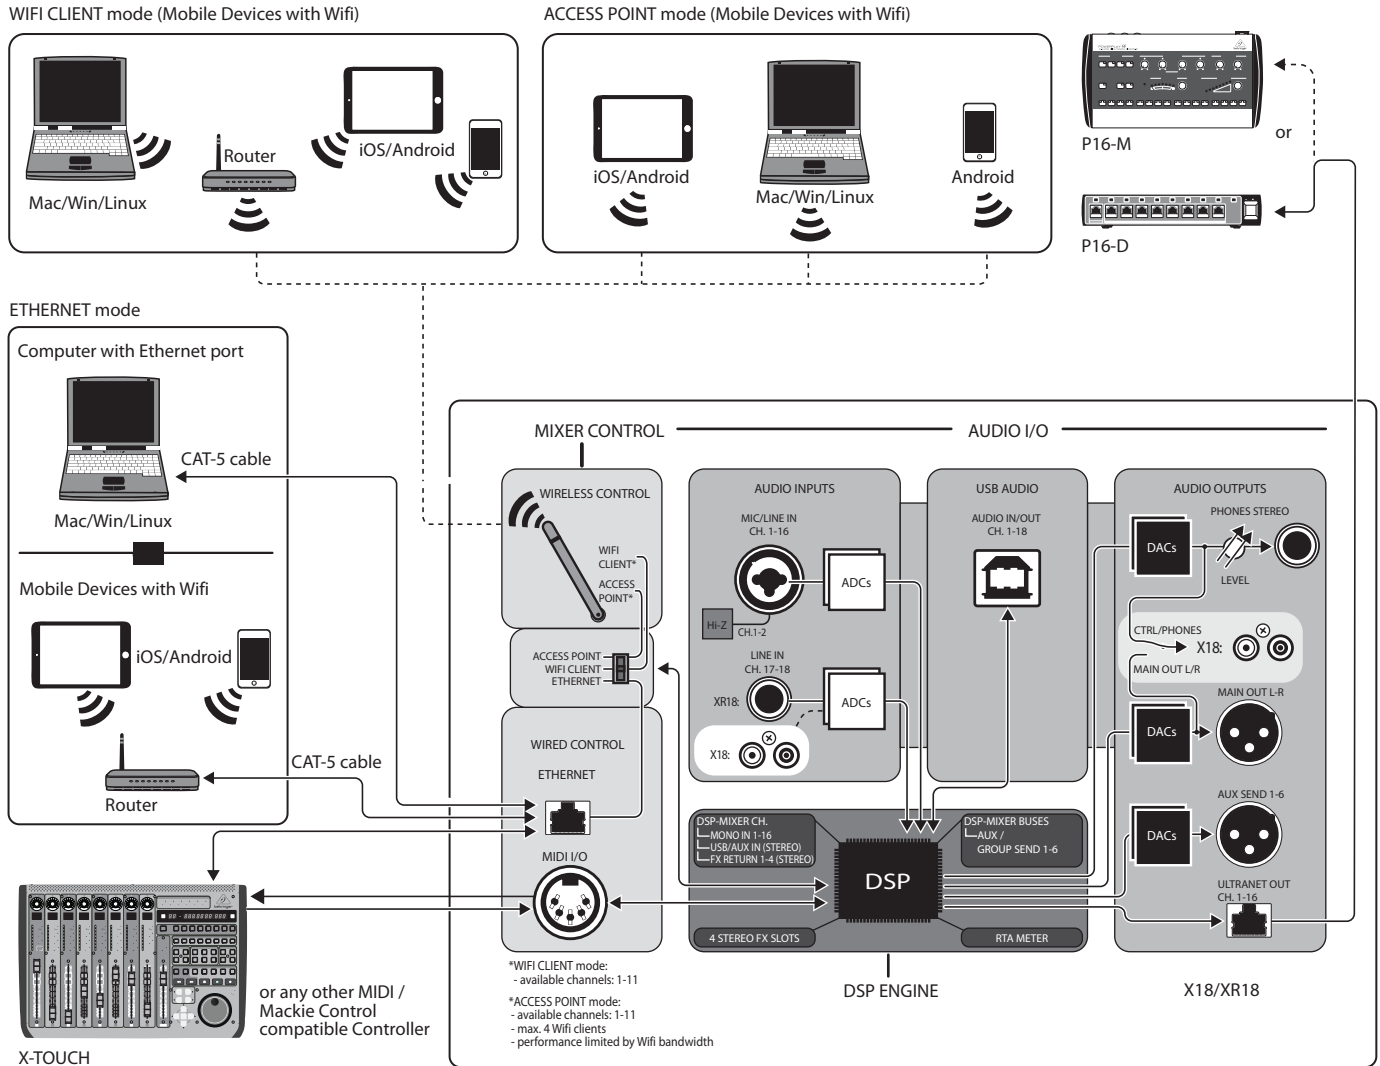 WIFI CLIENT mode (Mobile Devices with Wifi)
Mac/Win/Linux
Router
iOS/Android
ACCESS POINT mode (Mobile Devices with Wifi)
iOS/Android
Mac/Win/Linux
Android
P16-M
or
P16-D
ETHERNET mode
Computer with Ethernet port
CAT-5 cable
Mac/Win/Linux
Mobile Devices with Wifi
iOS/Android
CAT-5 cable
Router
X-TOUCH
or any other MIDI /
Mackie Control
compatible Controller
MIXER CONTROL
AUDIO I/O
WIRELESS CONTROL
WIFI
CLIENT*
ACCESS
POINT*
ACCESS POINT
WIFI CLIENT
ETHERNET
WIRED CONTROL
ETHERNET
MIDI I/O
*WIFI CLIENT mode:
- available channels: 1-11
*ACCESS POINT mode:
- available channels: 1-11
- max. 4 Wifi clients
- performance limited by Wifi bandwidth
AUDIO INPUTS
MIC/LINE IN
CH. 1-16
ADCs
Hi-Z
CH.1-2
LINE IN
CH. 17-18
XR18:
ADCs
X18:
USB AUDIO
AUDIO IN/OUT
CH. 1-18
DSP-MIXER CH.
MONO IN 1-16
USB/AUX IN (STEREO)
FX RETURN 1-4 (STEREO)
DSP-MIXER BUSES
AUX /
GROUP SEND 1-6
DSP
4 STEREO FX SLOTS
RTA METER
DSP ENGINE
AUDIO OUTPUTS
PHONES STEREO
DACs
LEVEL
CTRL/PHONES
X18:
MAIN OUT L/R
MAIN OUT L-R
DACs
AUX SEND 1-6
DACs
ULTRANET OUT
CH. 1-16
X18/XR18